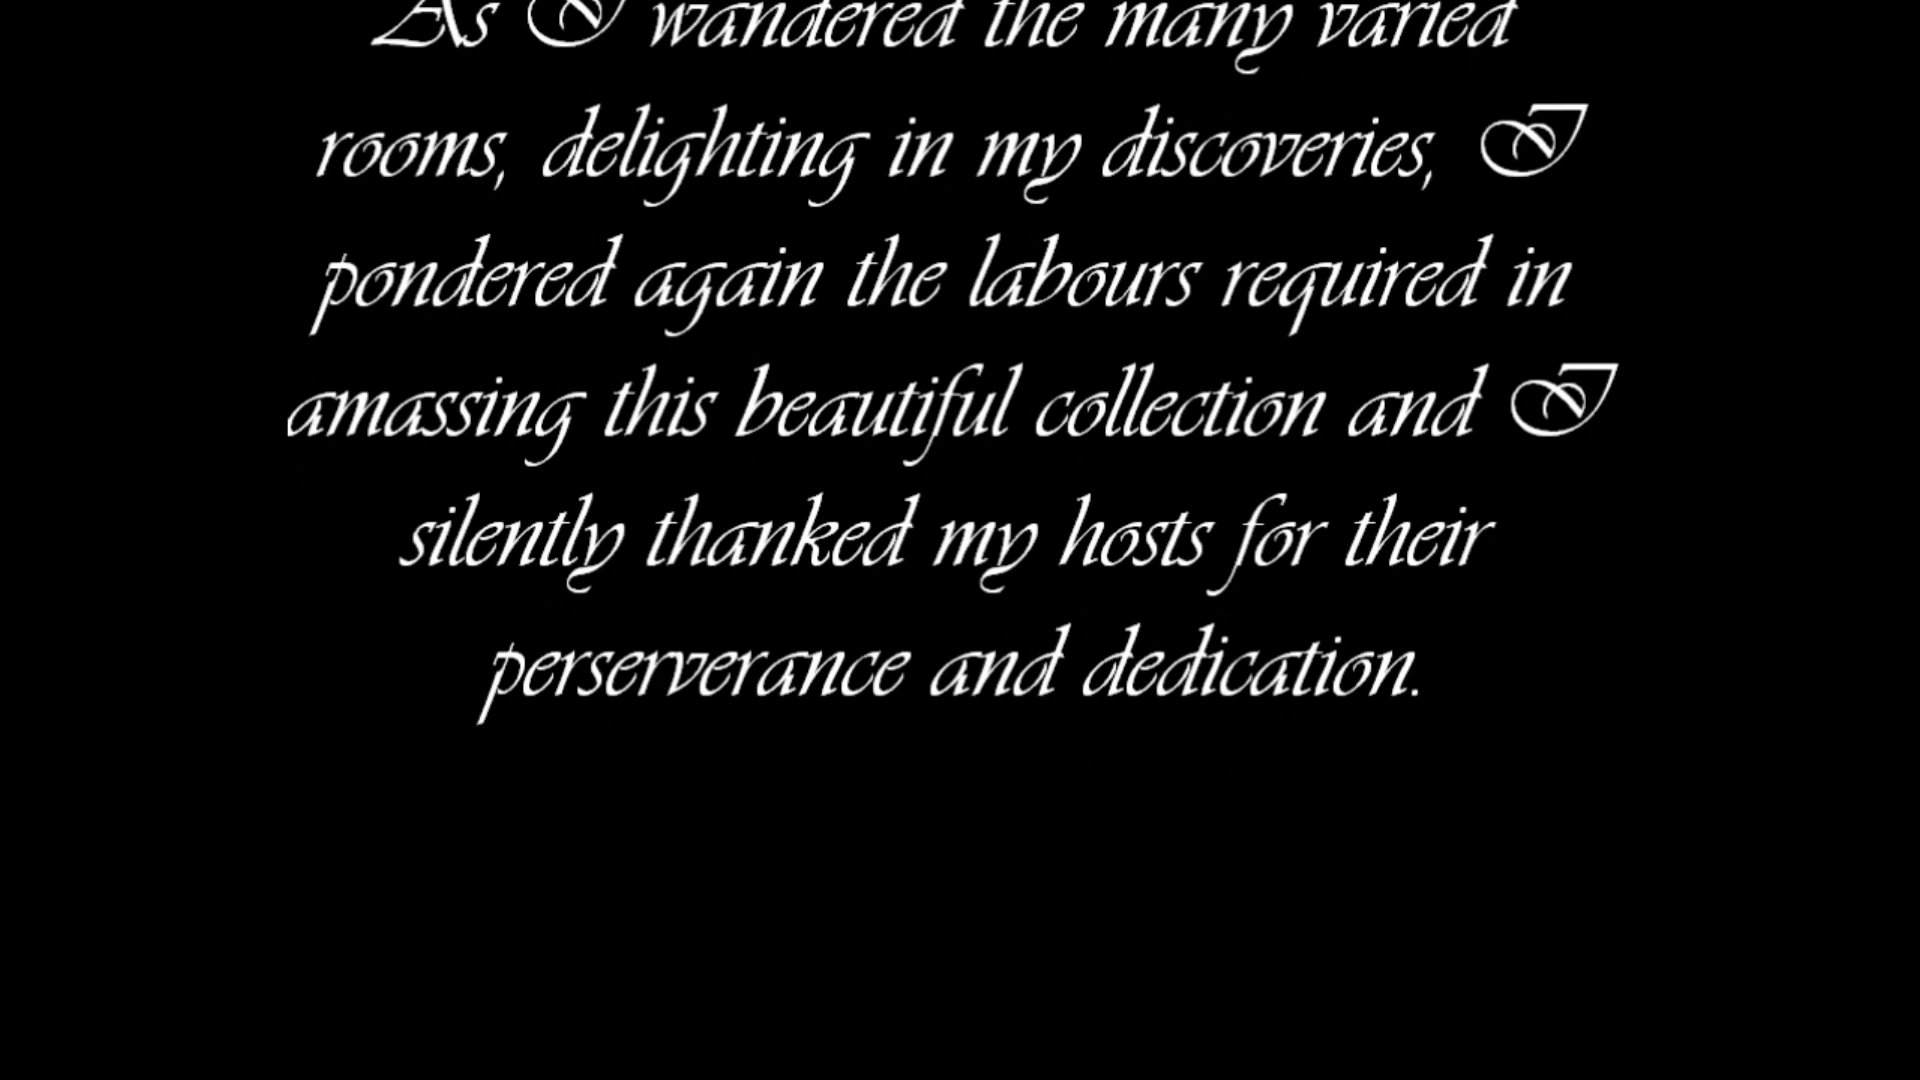 As I wandered the many varied
rooms, delighting in my discoveries, I
pondered again the labours required in
amassing this beautiful collection and I
silently thanked my hosts for their
perserverance and dedication.